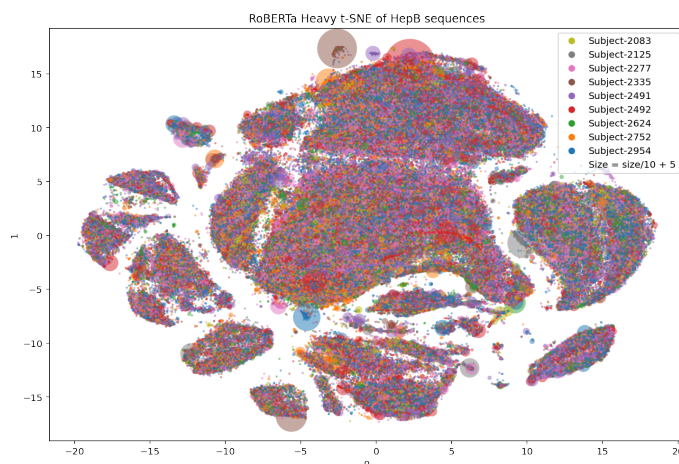 RoBERTa Heavy t-SNE of HepB sequences
Subject-2083
Subject-2125
Subject-2277
Subject-2335
Subject-2491
Subject-2492
Subject-2624
Subject-2752
Subject-2954
Size = size/10 + 5
15
10
5
0
−5
−10
−15
1
−20
−15
−10
−5
0
5
10
15
20